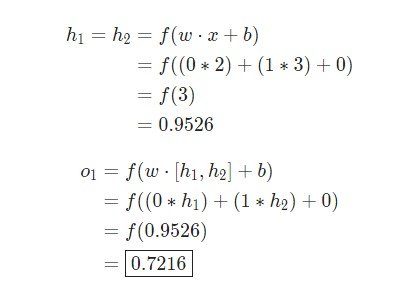 h₁ = h₂ = f(w · x + b)
= f((0 * 2) + (1 * 3) + 0)
= f(3)
= 0.9526
o₁ = f(w · [h₁, h₂] + b)
= f((0 * h₁) + (1 * h₂) + 0)
= f(0.9526)
= 0.7216